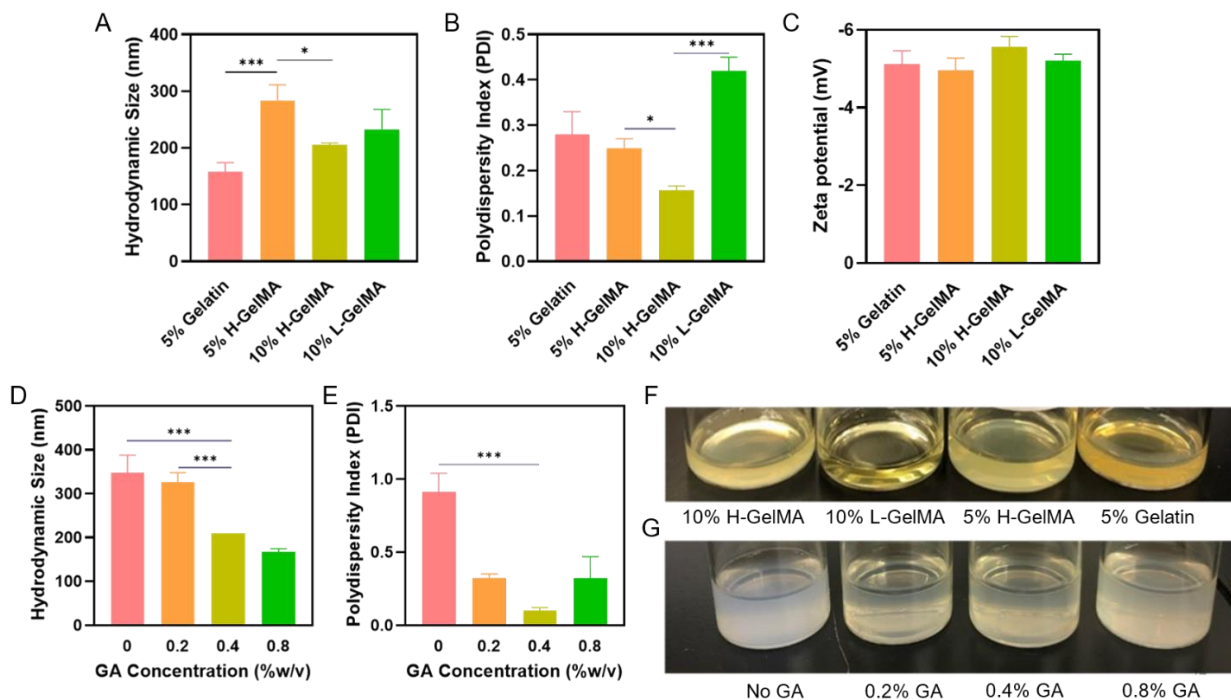 A
Hydrodynamic Size (nm)
400
300
200
100
0
***
*
5% Gelatin
5% H-GelMA
10% H-GelMA
10% L-GelMA
B
Polydispersity Index (PDI)
0.5
0.4
0.3
0.2
0.1
0.0
*
***
5% Gelatin
5% H-GelMA
10% H-GelMA
10% L-GelMA
C
Zeta potential (mV)
-6
-4
-2
0
5% Gelatin
5% H-GelMA
10% H-GelMA
10% L-GelMA
D
Hydrodynamic Size (nm)
500
400
300
200
100
0
***
***
0 0.2 0.4 0.8
GA Concentration (%w/v)
E
Polydispersity Index (PDI)
1.5
1.0
0.5
0.0
***
0 0.2 0.4 0.8
GA Concentration (%w/v)
F
10% H-GelMA 10% L-GelMA 5% H-GelMA 5% Gelatin
G
No GA 0.2% GA 0.4% GA 0.8% GA